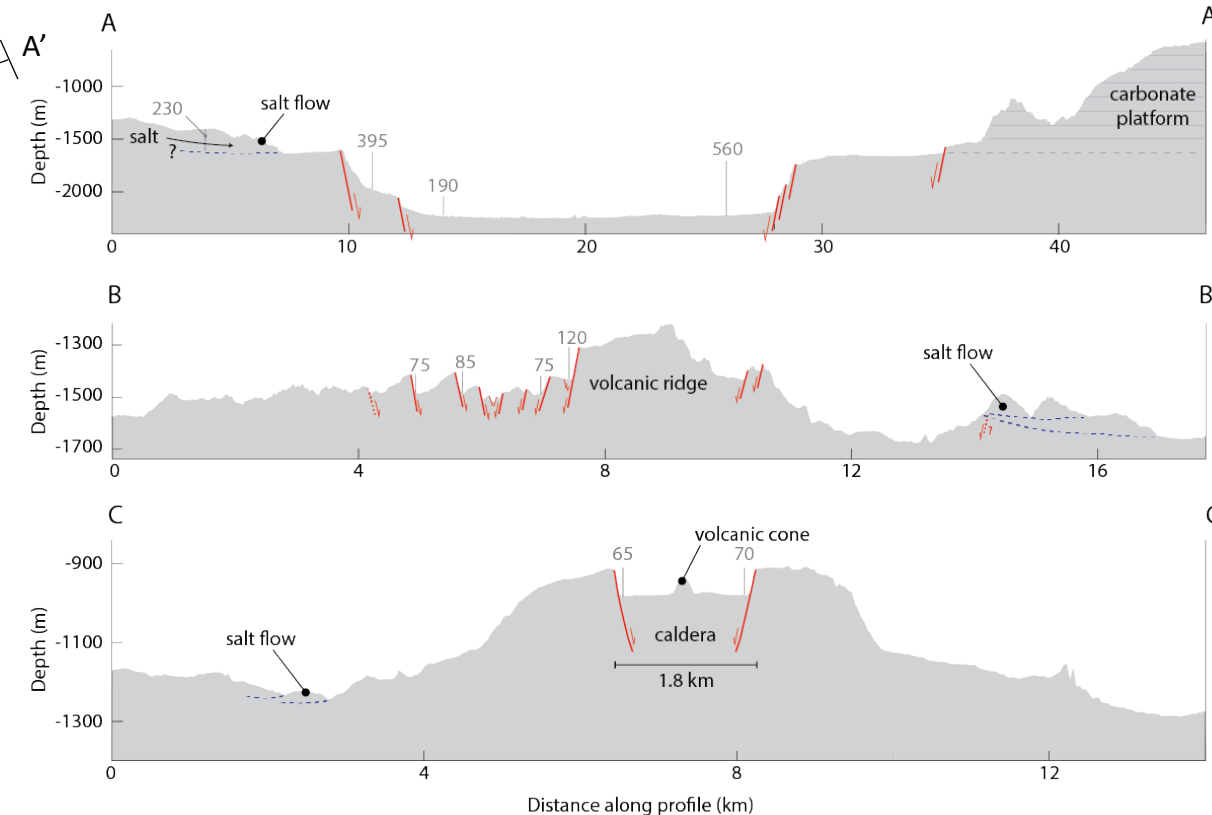 A'
A
A
Depth (m)
-1000
-1500
-2000
230
salt flow
salt
?
395
190
560
carbonate
platform
0
10
20
30
40
B
B
Depth (m)
-1300
-1500
-1700
75
85
75
120
volcanic ridge
salt flow
0
4
8
12
16
C
Depth (m)
-900
-1100
-1300
salt flow
65
volcanic cone
70
caldera
1.8 km
0
4
8
12
Distance along profile (km)